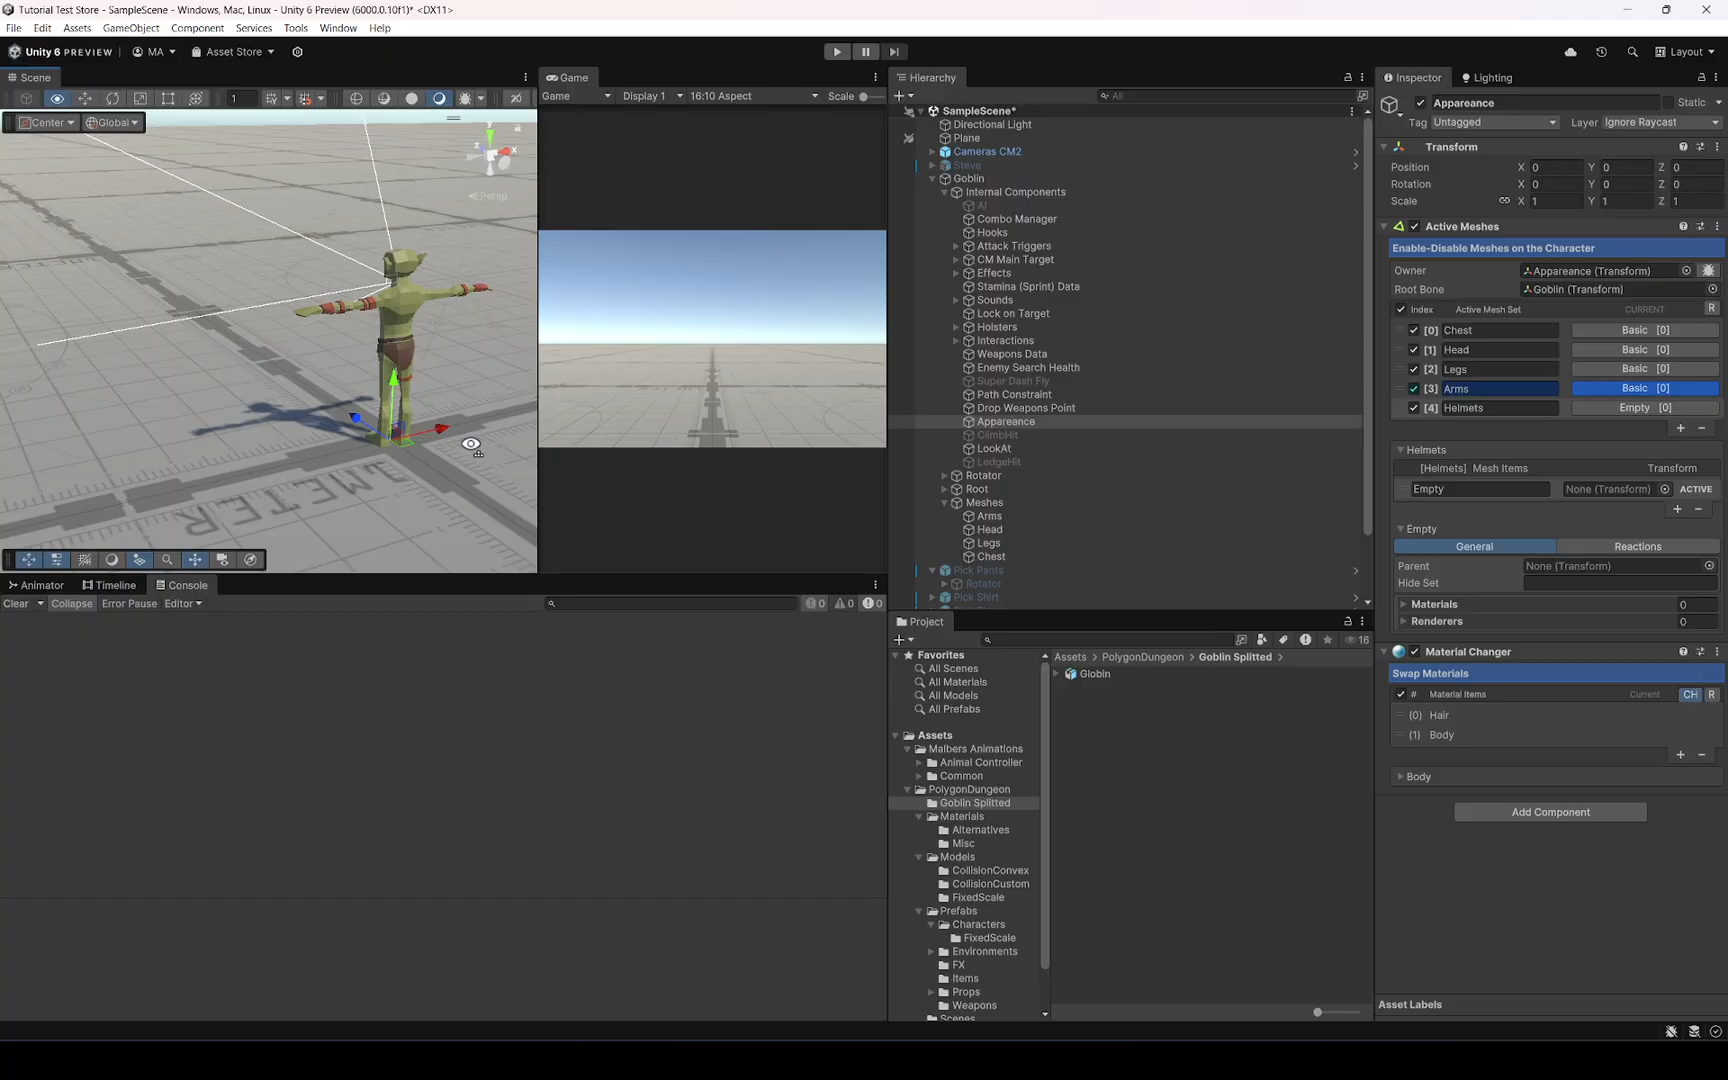 Tutorial Test Store - SampleScene - Windows, Mac, Linux - Unity 6 Preview (6000.0.10f1)* <DX11>
File Edit Assets GameObject Component Services Tools Window Help
Unity 6 PREVIEW MA Asset Store Layout
Scene
Game
Hierarchy
Inspector Lighting
1
Game Display 1 16:10 Aspect Scale
All
Center Global
y
x
z
Persp
SampleScene*
Directional Light
Plane
Cameras CM2
Steve
Goblin
Internal Components
AI
Combo Manager
Hooks
Attack Triggers
CM Main Target
Effects
Stamina (Sprint) Data
Sounds
Lock on Target
Holsters
Interactions
Weapons Data
Enemy Search Health
Super Dash Fly
Path Constraint
Drop Weapons Point
Appareance
ClimbHit
LookAt
LedgeHit
Rotator
Root
Meshes
Arms
Head
Legs
Chest
Pick Pants
Rotator
Pick Shirt
Appareance Static
Tag Untagged Layer Ignore Raycast
Transform
Position X 0 Y 0 Z 0
Rotation X 0 Y 0 Z 0
Scale X 1 Y 1 Z 1
Active Meshes
Enable-Disable Meshes on the Character
Owner Appareance (Transform)
Root Bone Goblin (Transform)
Index Active Mesh Set CURRENT R
[0] Chest Basic [0]
[1] Head Basic [0]
[2] Legs Basic [0]
[3] Arms Basic [0]
[4] Helmets Empty [0]
Helmets
[Helmets] Mesh Items Transform
Empty None (Transform) ACTIVE
Empty
General Reactions
Parent None (Transform)
Hide Set
Materials 0
Renderers 0
Material Changer
Swap Materials
# Material Items Current CH R
(0) Hair
(1) Body
Body
Add Component
Asset Labels
Animator Timeline Console
Clear Collapse Error Pause Editor 0 0 0
Project
16
Favorites
All Scenes
All Materials
All Models
All Prefabs
Assets
Malbers Animations
Animal Controller
Common
PolygonDungeon
Goblin Splitted
Materials
Alternatives
Misc
Models
CollisionConvex
CollisionCustom
FixedScale
Prefabs
Characters
FixedScale
Environments
FX
Items
Props
Weapons
Scenes
Assets > PolygonDungeon > Goblin Splitted >
Globin
METER